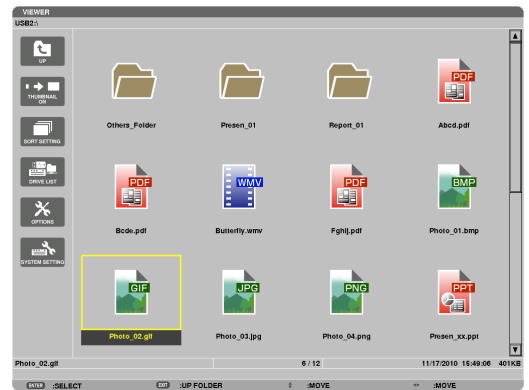 VIEWER
USB2:\
UP
THUMBNAIL
ON
SORT SETTING
DRIVE LIST
OPTIONS
SYSTEM SETTING
Others_Folder
Presen_01
Report_01
PDF
Abcd.pdf
PDF
Bcde.pdf
WMV
Butterfly.wmv
PDF
Fghij.pdf
BMP
Photo_01.bmp
GIF
Photo_02.gif
JPG
Photo_03.jpg
PNG
Photo_04.png
PPT
Presen_xx.ppt
Photo_02.gif 6 / 12 11/17/2010 15:49:06 401KB
ENTER :SELECT EXIT :UP FOLDER :MOVE :MOVE